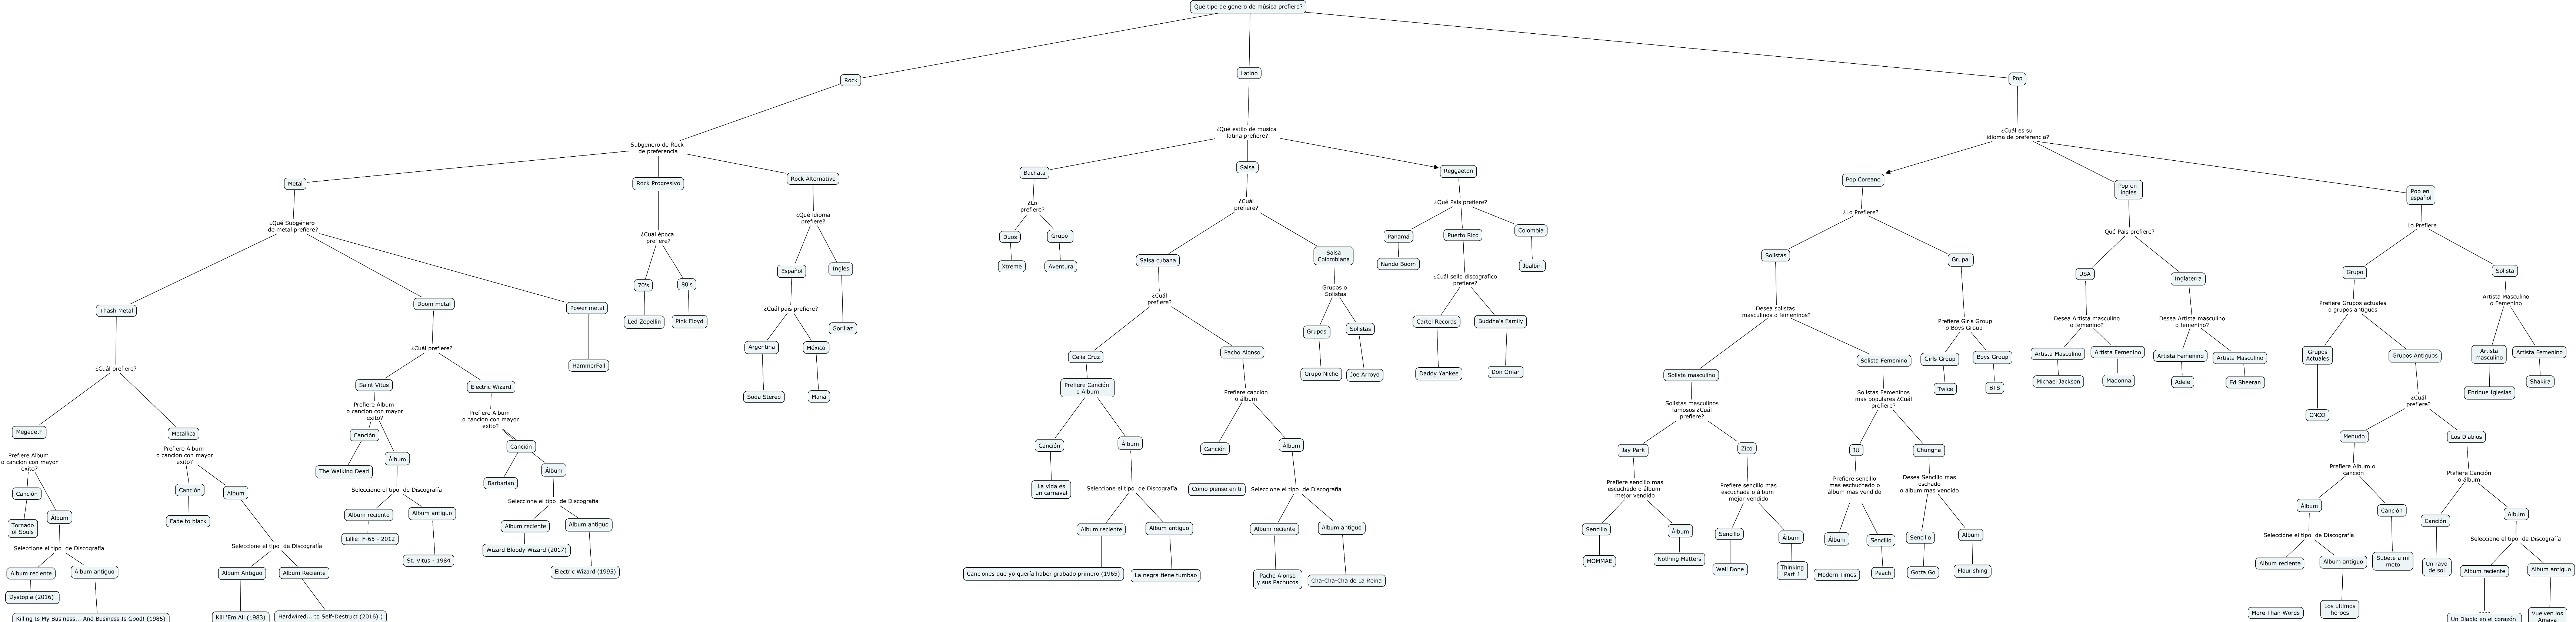 Qué tipo de genero de música prefiere?
Rock
Latino
Pop
Subgenero de Rock
de preferencia
¿Qué estilo de musica
latina prefiere?
¿Cuál es su
idioma de preferencia?
Metal
Rock Progresivo
Rock Alternativo
¿Qué Subgénero
de metal prefiere?
¿Cuál época
prefiere?
¿Qué idioma
prefiere?
70's
80's
Led Zepellin
Pink Floyd
Español
Ingles
¿Cuál pais prefiere?
Gorillaz
Argentina
México
Soda Stereo
Maná
Thash Metal
Doom metal
Power metal
HammerFall
¿Cuál prefiere?
Megadeth
Metallica
Prefiere Album
o cancion con mayor
exito?
Canción
Álbum
Tornado
of Souls
Seleccione el tipo de Discografía
Album reciente
Album antiguo
Dystopia (2016)
Killing Is My Business... And Business Is Good! (1985)
Prefiere Album
o cancion con mayor
exito?
Canción
Álbum
Fade to black
Seleccione el tipo de Discografía
Album Antiguo
Album Reciente
Kill 'Em All (1983)
Hardwired... to Self-Destruct (2016) )
¿Cuál prefiere?
Saint Vitus
Electric Wizard
Prefiere Album
o cancion con mayor
exito?
Canción
Álbum
The Walking Dead
Seleccione el tipo de Discografía
Album reciente
Album antiguo
Lillie: F-65 - 2012
St. Vitus - 1984
Prefiere Album
o cancion con mayor
exito?
Canción
Álbum
Barbarian
Seleccione el tipo de Discografía
Album reciente
Album antiguo
Wizard Bloody Wizard (2017)
Electric Wizard (1995)
Bachata
Salsa
Reggaeton
¿Lo
prefiere?
Duos
Grupo
Xtreme
Aventura
¿Cuál
prefiere?
Salsa cubana
Salsa
Colombiana
¿Cuál
prefiere?
Grupos o
Solistas
Grupos
Solistas
Grupo Niche
Joe Arroyo
Celia Cruz
Pacho Alonso
Prefiere Canción
o Album
Canción
Álbum
La vida es
un carnaval
Seleccione el tipo de Discografía
Album reciente
Album antiguo
Canciones que yo quería haber grabado primero (1965)
La negra tiene tumbao
Prefiere canción
o álbum
Canción
Álbum
Como pienso en ti
Seleccione el tipo de Discografía
Album reciente
Album antiguo
Pacho Alonso
y sus Pachucos
Cha-Cha-Cha de La Reina
¿Qué Pais prefiere?
Panamá
Puerto Rico
Colombia
Nando Boom
Jbalbin
¿Cuál sello discografico
prefiere?
Cartel Records
Buddha's Family
Daddy Yankee
Don Omar
Pop Coreano
Pop en
ingles
Pop en
español
¿Lo Prefiere?
Solistas
Grupal
Desea solistas
masculinos o femeninos?
Prefiere Girls Group
o Boys Group
Girls Group
Boys Group
Twice
BTS
Solista masculino
Solista Femenino
Solistas masculinos
famosos ¿Cuál
prefiere?
Jay Park
Zico
Prefiere sencillo mas
escuchado o álbum
mejor vendido
Sencillo
Álbum
MOMMAE
Nothing Matters
Prefiere sencillo mas
escuchada o álbum
mejor vendido
Sencillo
Álbum
Well Done
Thinking
Part 1
Solistas Femeninos
mas populares ¿Cuál
prefiere?
IU
Chungha
Prefiere sencillo
mas eschuchado o
álbum mas vendido
Álbum
Sencillo
Modern Times
Peach
Desea Sencillo mas
eschado
o álbum mas vendido
Sencillo
Album
Gotta Go
Flourishing
Qué Pais prefiere?
USA
Inglaterra
Desea Artista masculino
o femenino?
Artista Masculino
Artista Femenino
Michael Jackson
Madonna
Desea Artista masculino
o femenino?
Artista Femenino
Artista Masculino
Adele
Ed Sheeran
Lo Prefiere
Grupo
Solista
Prefiere Grupos actuales
o grupos antiguos
Artista Masculino
o Femenino
Grupos
Actuales
Grupos Antiguos
Artista
masculino
Artista Femenino
CNCO
Enrique Iglesias
Shakira
¿Cuál
prefiere?
Menudo
Los Diablos
Prefiere Album o
canción
Álbum
Canción
Seleccione el tipo de Discografía
Subete a mi
moto
Album reciente
Album antiguo
More Than Words
Los ultimos
heroes
Ptefiere Canción
o álbum
Canción
Albúm
Un rayo
de sol
Seleccione el tipo de Discografía
Album reciente
Album antiguo
Un Diablo en el corazón
Vuelven los
Amaya